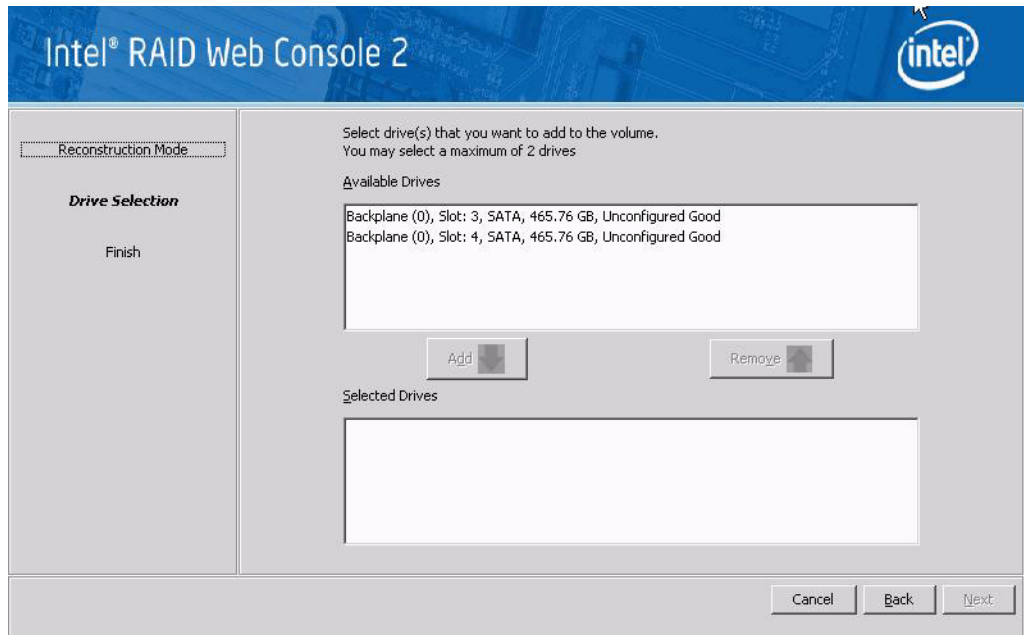 Intel® RAID Web Console 2
intel
Reconstruction Mode
Drive Selection
Finish
Select drive(s) that you want to add to the volume.
You may select a maximum of 2 drives
Available Drives
Backplane (0), Slot: 3, SATA, 465.76 GB, Unconfigured Good
Backplane (0), Slot: 4, SATA, 465.76 GB, Unconfigured Good
Add
Remove
Selected Drives
Cancel
Back
Next